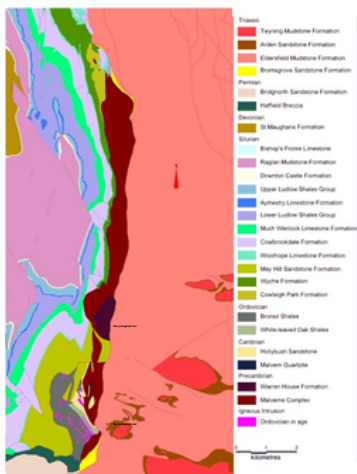 Triassic
Twyning Mudstone Formation
Arden Sandstone Formation
Eldersfield Mudstone Formation
Bromsgrove Sandstone Formation
Permian
Bridgnorth Sandstone Formation
Haffield Breccia
Devonian
St Maughans Formation
Silurian
Bishop's Frome Limestone
Raglan Mudstone Formation
Downton Castle Formation
Upper Ludlow Shales Group
Aymestry Limestone Formation
Lower Ludlow Shales Group
Much Wenlock Limestone Formation
Coalbrookdale Formation
Woolhope Limestone Formation
May Hill Sandstone Formation
Wyche Formation
Cowleigh Park Formation
Ordovician
Bronsil Shales
White-leaved Oak Shales
Cambrian
Hollybush Sandstone
Malvern Quartzite
Precambrian
Warren House Formation
Malverns Complex
Igneous Intrusion
Ordovician in age
0 1 2
kilometres